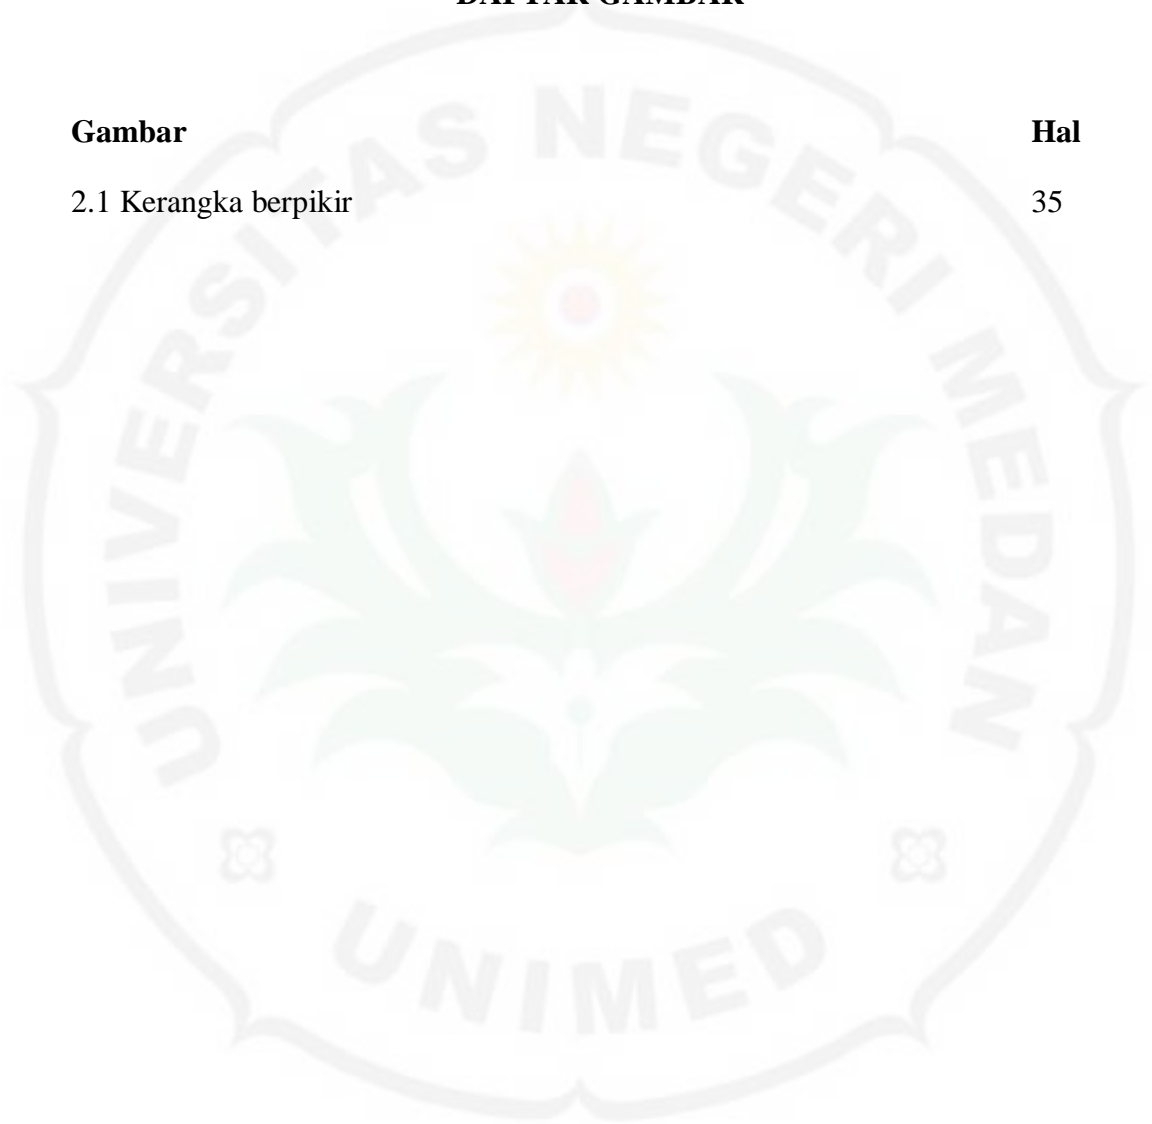 DAFTAR GAMBAR
Gambar Hal
2.1 Kerangka berpikir 35
UNIVERSITAS NEGERI MEDAN
UNIMED